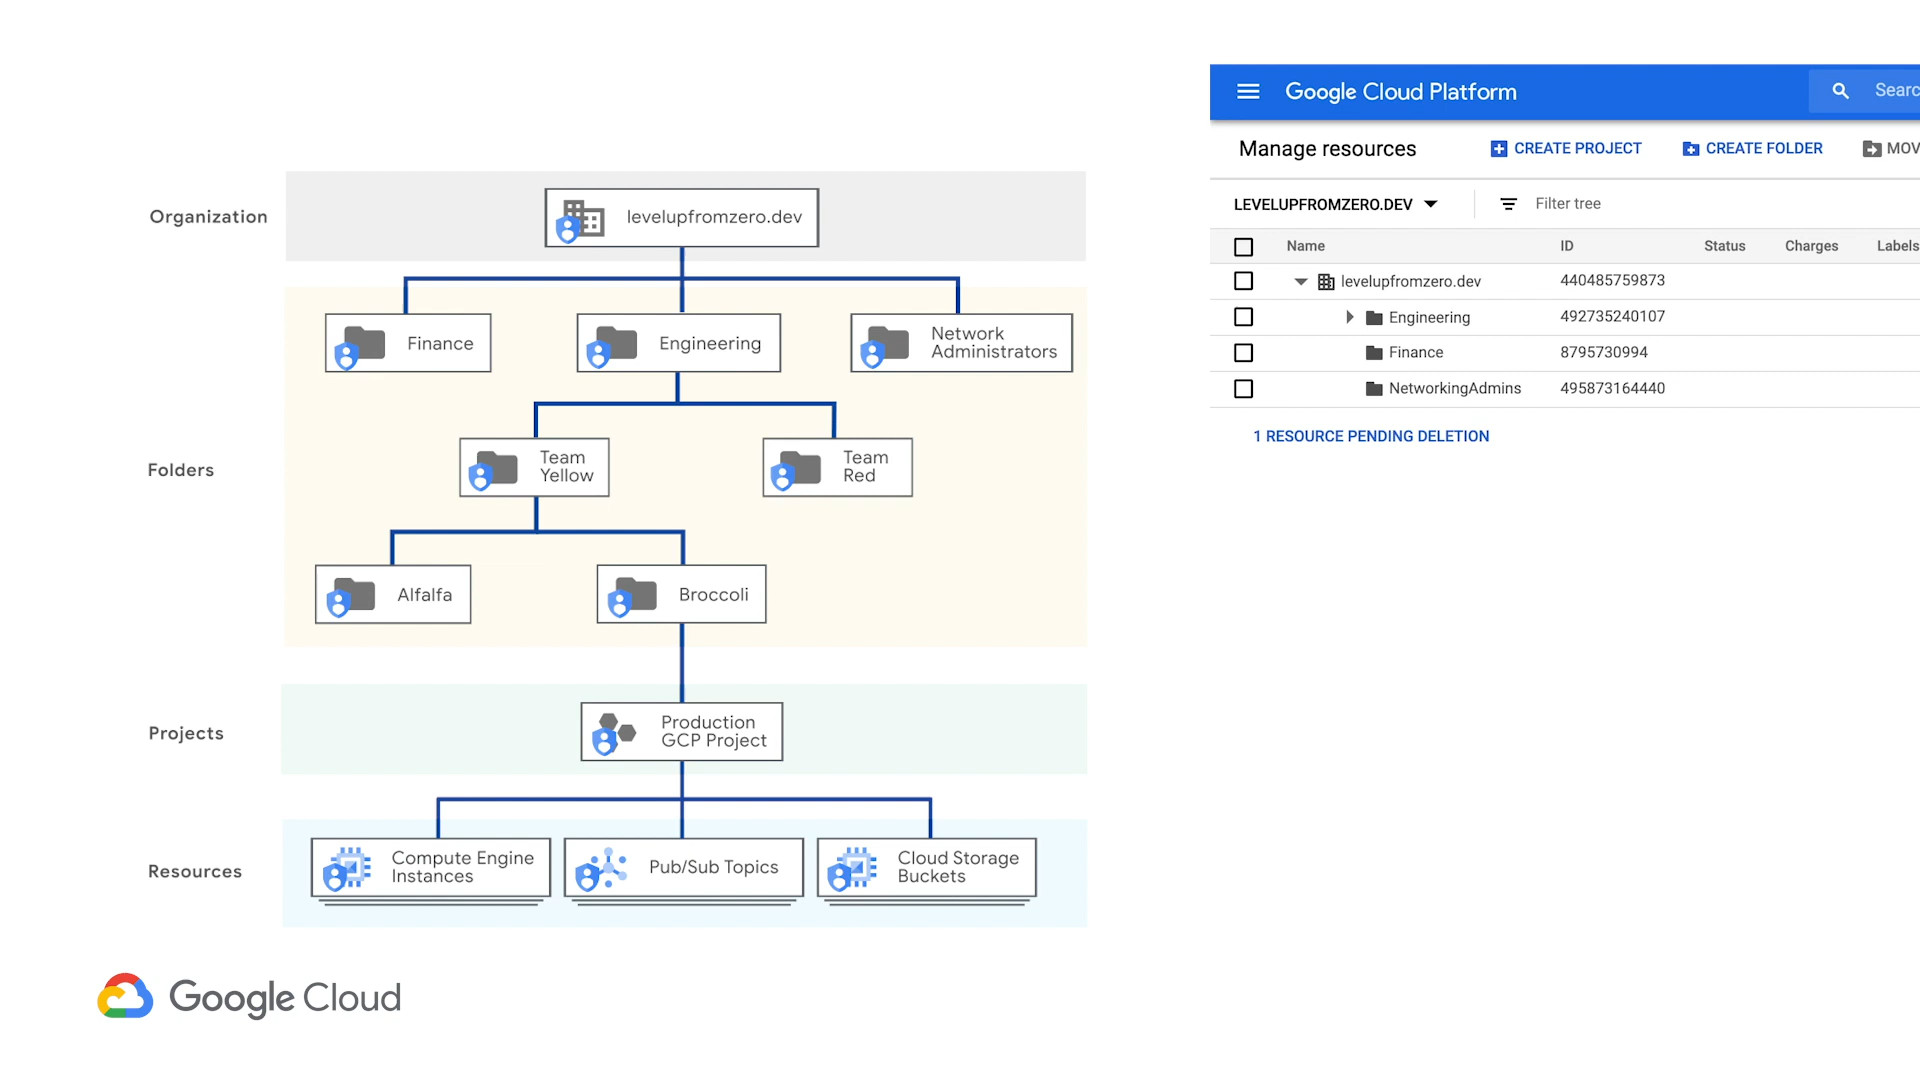 Organization
levelupfromzero.dev
Finance
Engineering
Network
Administrators
Folders
Team
Yellow
Team
Red
Alfalfa
Broccoli
Projects
Production
GCP Project
Resources
Compute Engine
Instances
Pub/Sub Topics
Cloud Storage
Buckets
Google Cloud
Google Cloud Platform
Searc
Manage resources
CREATE PROJECT
CREATE FOLDER
MOV
LEVELUPFROMZERO.DEV
Filter tree
Name ID Status Charges Labels
levelupfromzero.dev 440485759873
Engineering 492735240107
Finance 8795730994
NetworkingAdmins 495873164440
1 RESOURCE PENDING DELETION